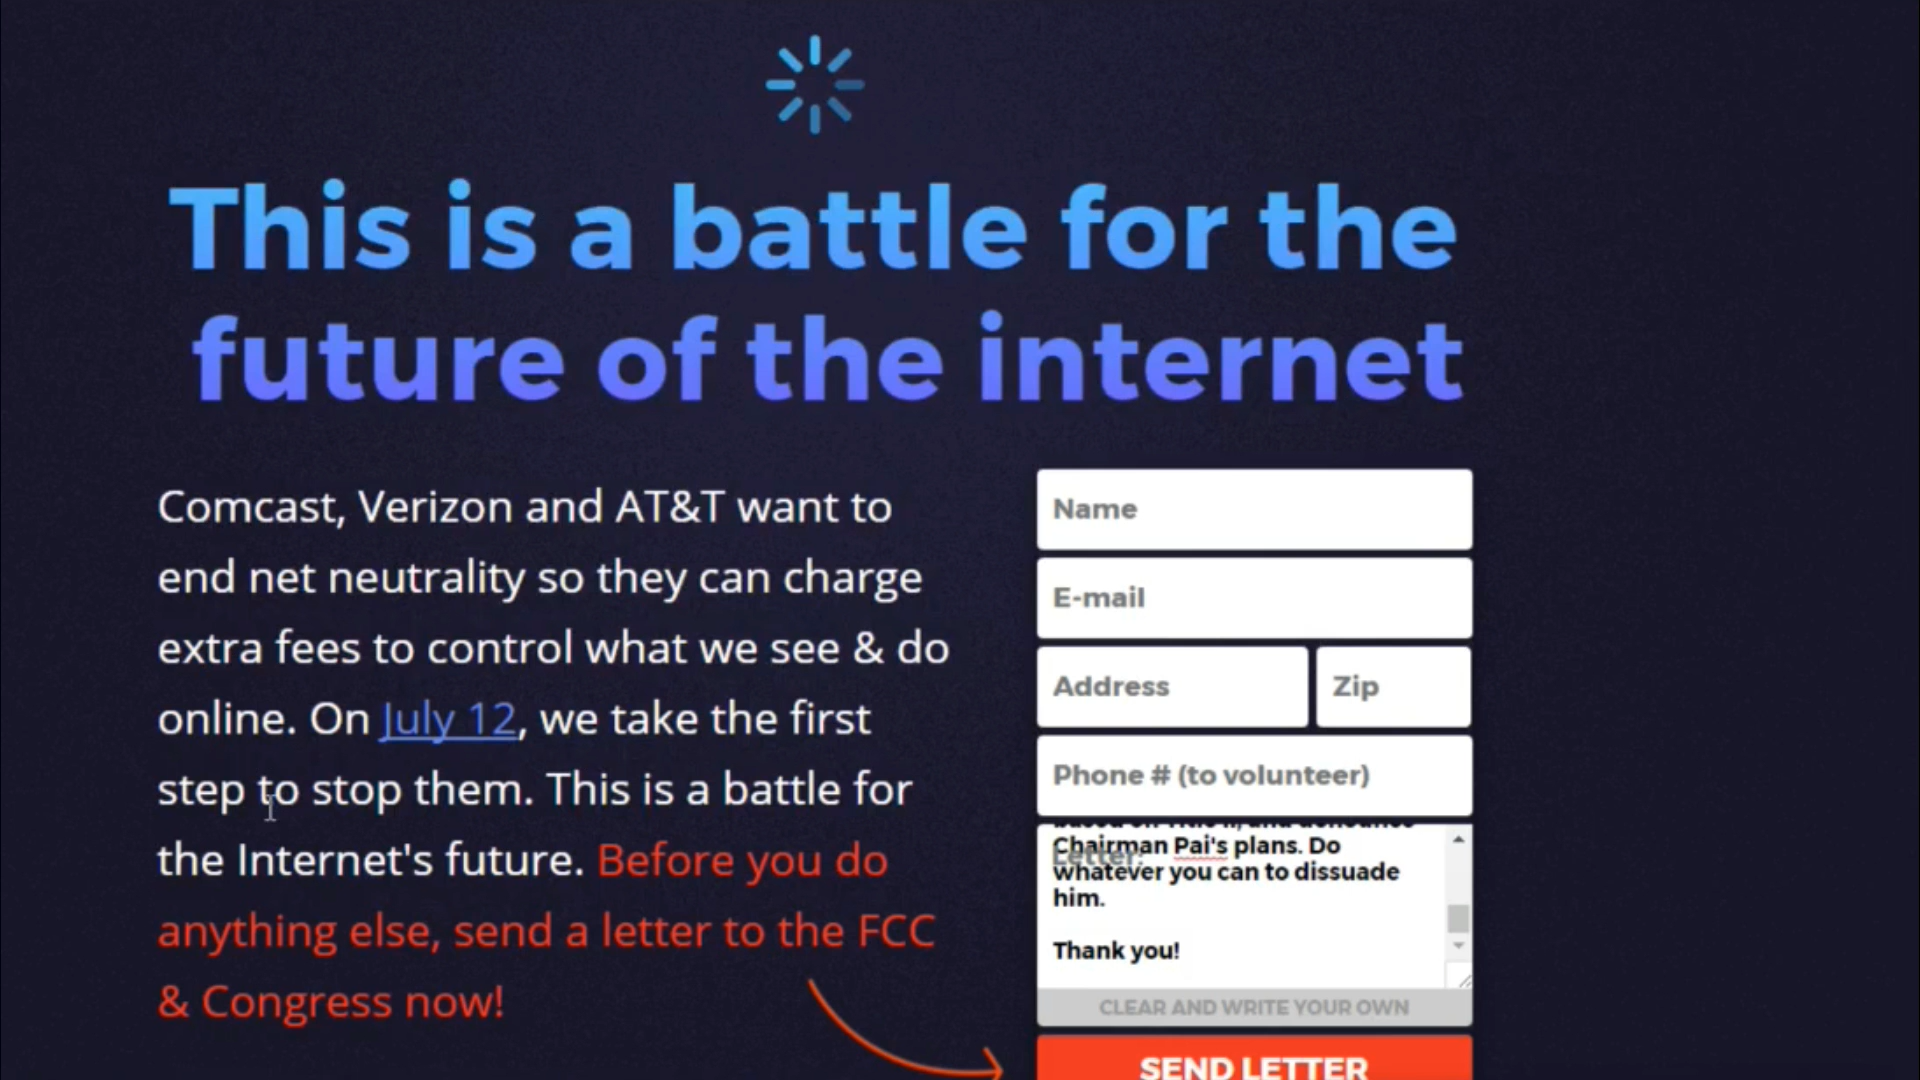 This is a battle for the
future of the internet
Comcast, Verizon and AT&T want to
end net neutrality so they can charge
extra fees to control what we see & do
online. On July 12, we take the first
step to stop them. This is a battle for
the Internet's future. Before you do
anything else, send a letter to the FCC
& Congress now!
Name
E-mail
Address
Zip
Phone # (to volunteer)
Letter:
Chairman Pai's plans. Do
whatever you can to dissuade
him.
Thank you!
CLEAR AND WRITE YOUR OWN
SEND LETTER